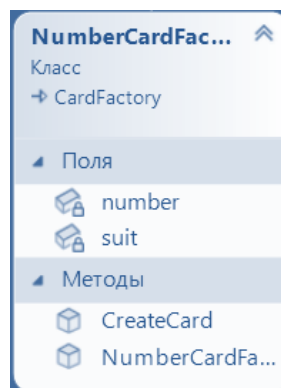 NumberCardFac...
Класс
CardFactory
Поля
number
suit
Методы
CreateCard
NumberCardFa...